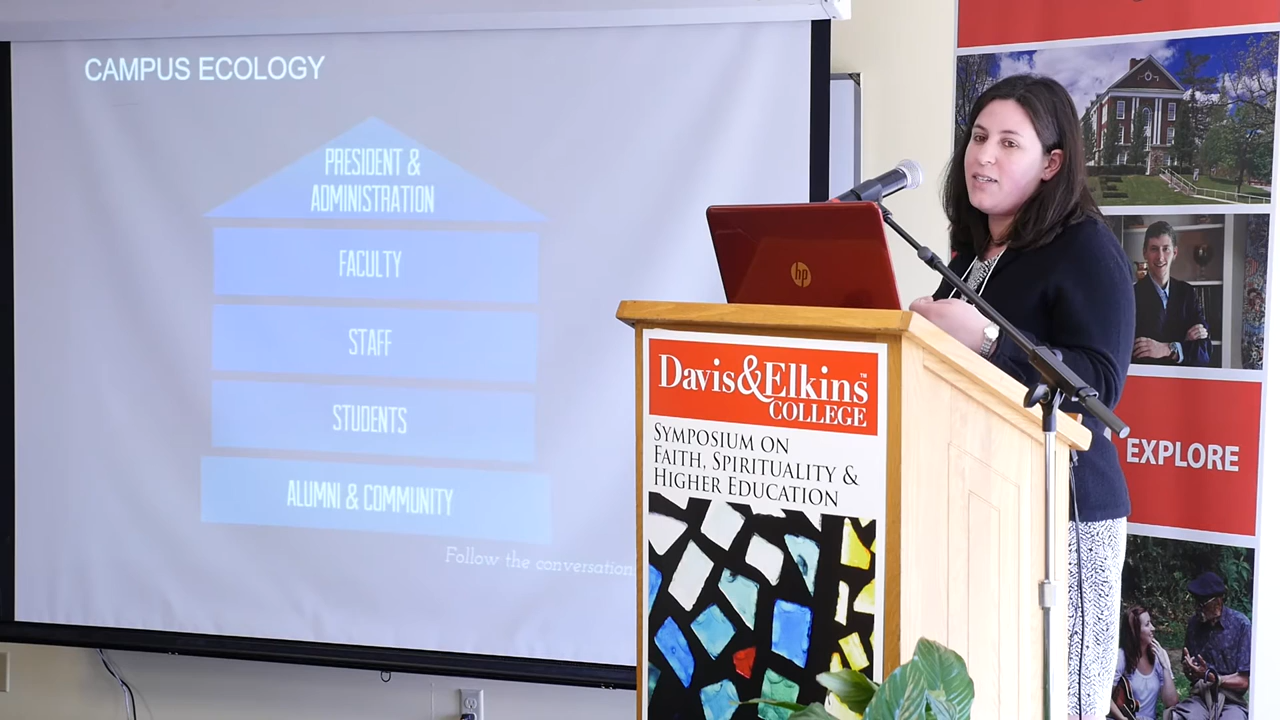 CAMPUS ECOLOGY
PRESIDENT &
ADMINISTRATION
FACULTY
STAFF
STUDENTS
ALUMNI & COMMUNITY
Follow the conversation
hp
Davis&Elkins™
COLLEGE
SYMPOSIUM ON
FAITH, SPIRITUALITY &
HIGHER EDUCATION
EXPLORE